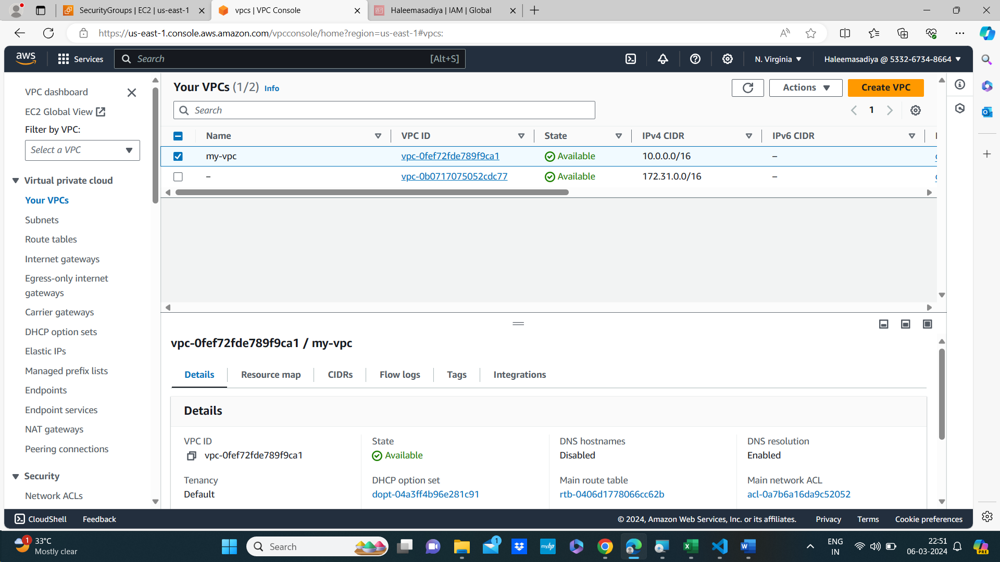 SecurityGroups | EC2 | us-east-1
vpcs | VPC Console
Haleemasadiya | IAM | Global
https://us-east-1.console.aws.amazon.com/vpcconsole/home?region=us-east-1#vpcs:
aws
Services
Search
[Alt+S]
N. Virginia
Haleemasadiya @ 5332-6734-8664
VPC dashboard
EC2 Global View
Filter by VPC:
Select a VPC
Virtual private cloud
Your VPCs
Subnets
Route tables
Internet gateways
Egress-only internet
gateways
Carrier gateways
DHCP option sets
Elastic IPs
Managed prefix lists
Endpoints
Endpoint services
NAT gateways
Peering connections
Security
Network ACLs
Your VPCs (1/2) Info
Actions
Create VPC
Search
1
Name VPC ID State IPv4 CIDR IPv6 CIDR
my-vpc vpc-0fef72fde789f9ca1 Available 10.0.0.0/16 –
– vpc-0b0717075052cdc77 Available 172.31.0.0/16 –
vpc-0fef72fde789f9ca1 / my-vpc
Details Resource map CIDRs Flow logs Tags Integrations
Details
VPC ID
vpc-0fef72fde789f9ca1
State
Available
DNS hostnames
Disabled
DNS resolution
Enabled
Tenancy
Default
DHCP option set
dopt-04a3ff4b96e281c91
Main route table
rtb-0406d1778066cc62b
Main network ACL
acl-0a7b6a16da9c52052
CloudShell Feedback
© 2024, Amazon Web Services, Inc. or its affiliates. Privacy Terms Cookie preferences
1
33°C
Mostly clear
Search
1
myhp
ENG
IN
22:51
06-03-2024
PRE